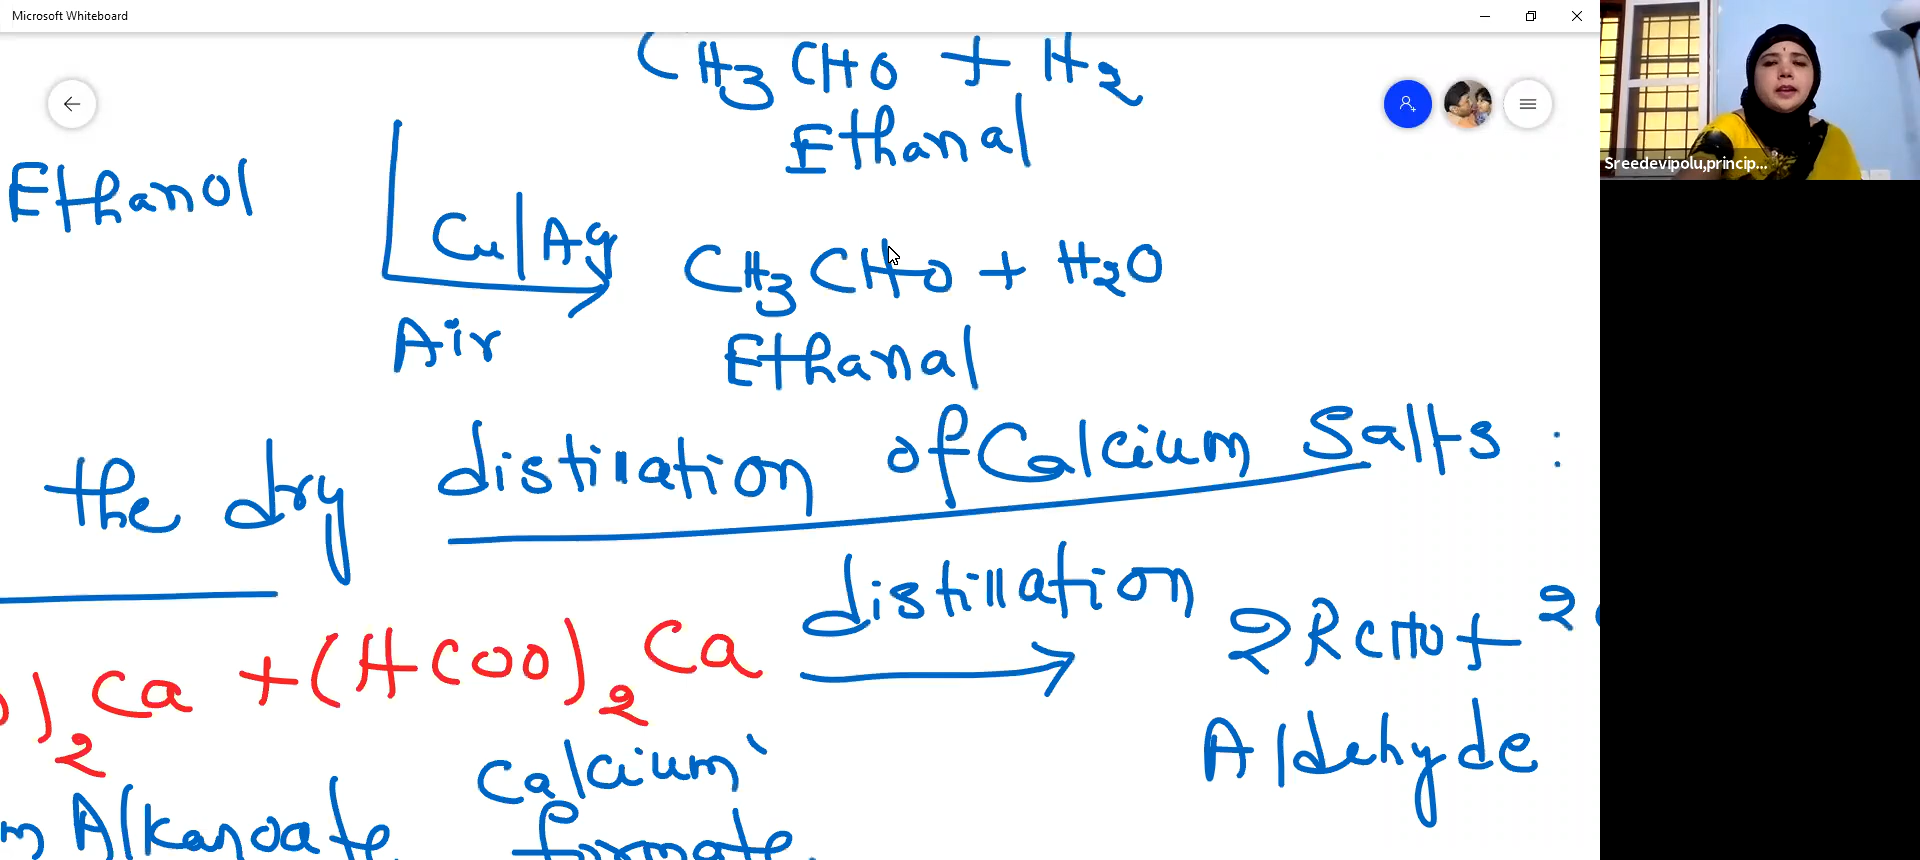 Microsoft Whiteboard
CH3 CHO + H2
Ethanal
Ethanol
Cu/Ag
CH3 CHO + H2O
Air
Ethanal
the dry distillation of Calcium Salts :
distillation
)2 Ca + (HCOO)2 Ca → 2RCHO + 2
Aldehyde
Calcium
Alkanoate formate
Sreedevipolu,princip...